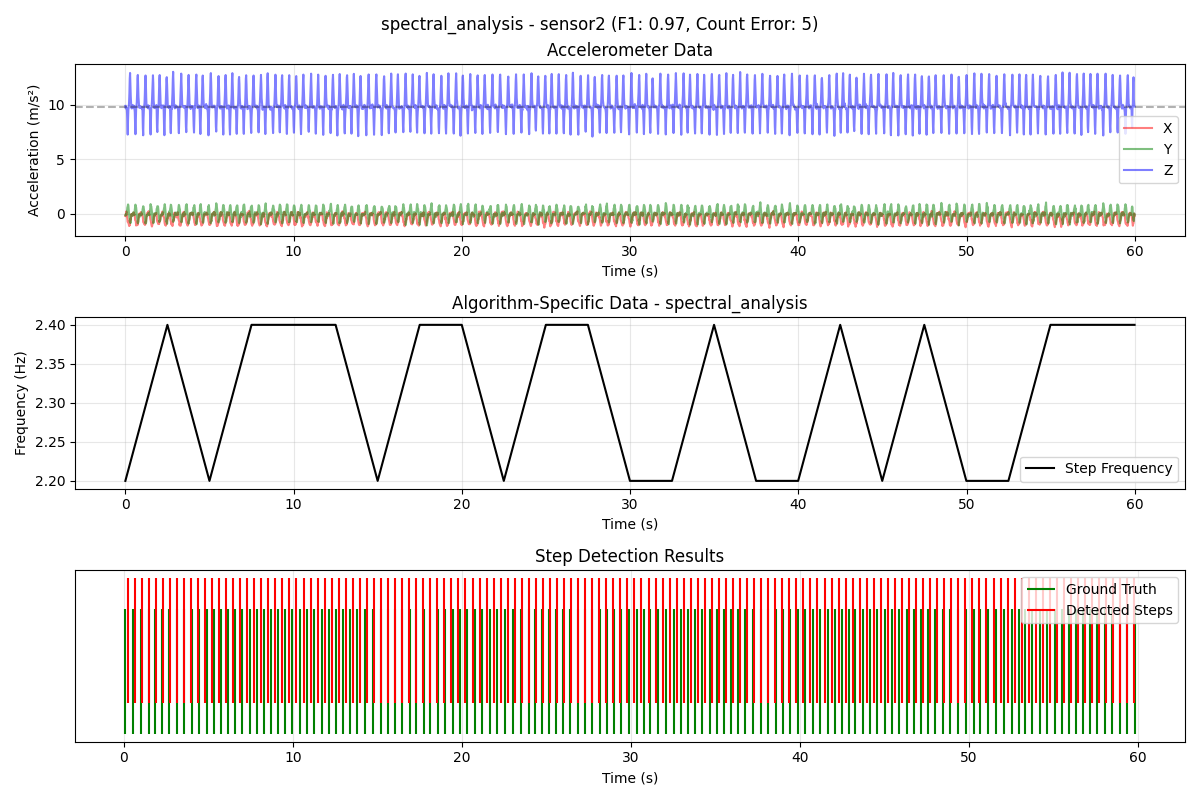 spectral_analysis - sensor2 (F1: 0.97, Count Error: 5)
Accelerometer Data
Acceleration (m/s²)
10
5
0
X
Y
Z
0 10 20 30 40 50 60
Time (s)
Algorithm-Specific Data - spectral_analysis
Frequency (Hz)
2.40
2.35
2.30
2.25
2.20
Step Frequency
0 10 20 30 40 50 60
Time (s)
Step Detection Results
Ground Truth
Detected Steps
0 10 20 30 40 50 60
Time (s)